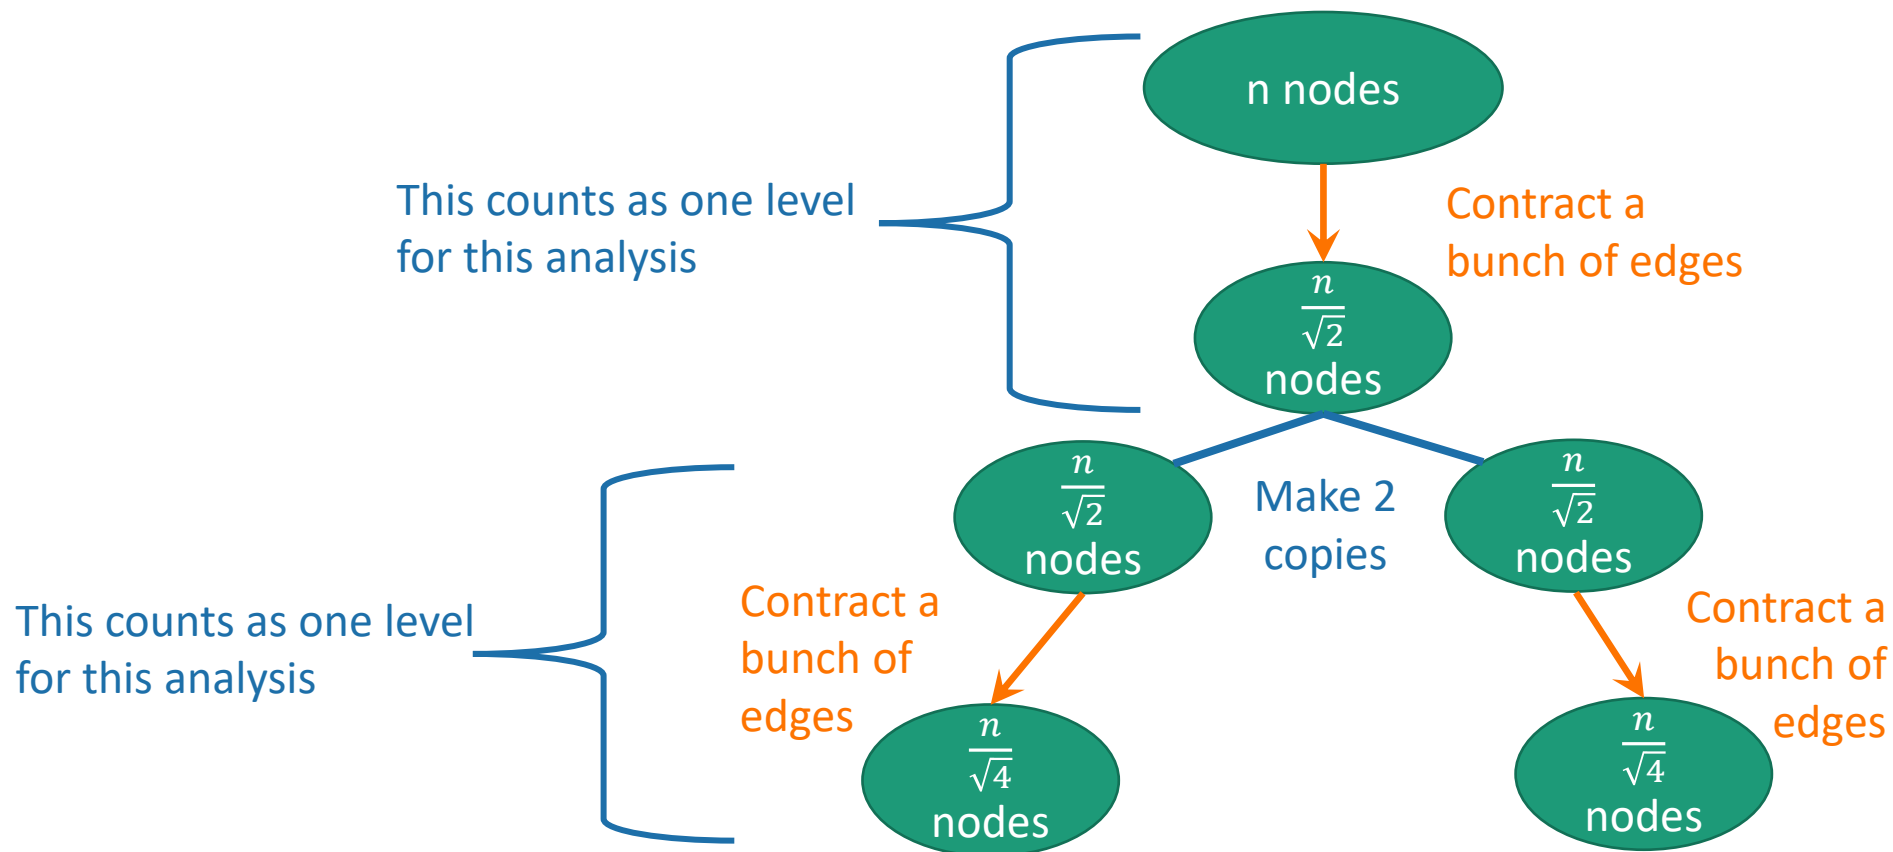 n nodes
This counts as one level
for this analysis
Contract a
bunch of edges
n
√2
nodes
n
√2
nodes
Make 2
copies
n
√2
nodes
This counts as one level
for this analysis
Contract a
bunch of
edges
Contract a
bunch of
edges
n
√4
nodes
n
√4
nodes